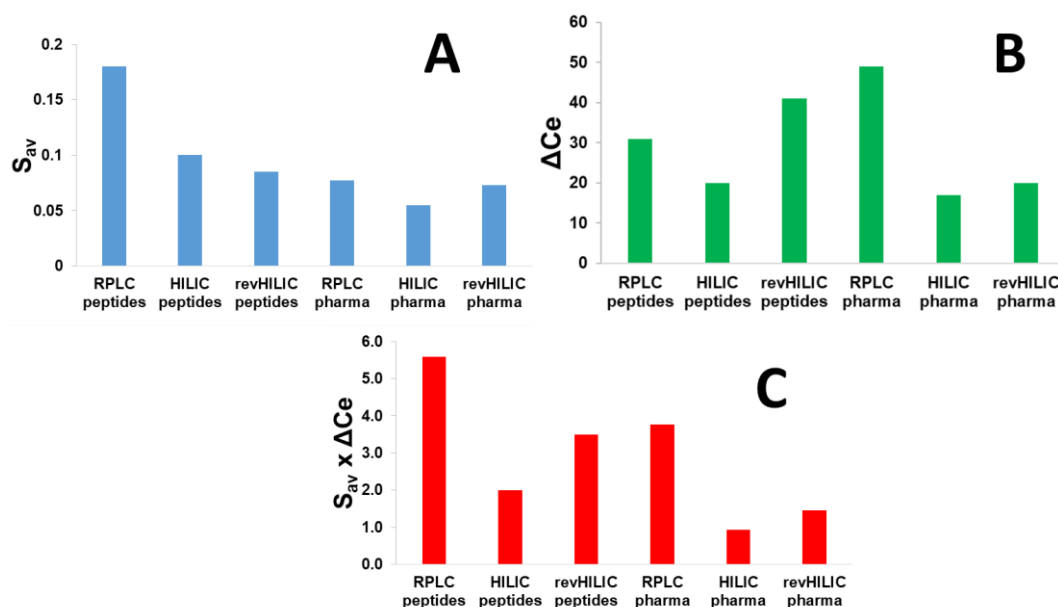 A
S_av
0.2
0.15
0.1
0.05
0
RPLC peptides
HILIC peptides
revHILIC peptides
RPLC pharma
HILIC pharma
revHILIC pharma
B
ΔCe
60
50
40
30
20
10
0
RPLC peptides
HILIC peptides
revHILIC peptides
RPLC pharma
HILIC pharma
revHILIC pharma
C
S_av x ΔCe
6.0
5.0
4.0
3.0
2.0
1.0
0.0
RPLC peptides
HILIC peptides
revHILIC peptides
RPLC pharma
HILIC pharma
revHILIC pharma